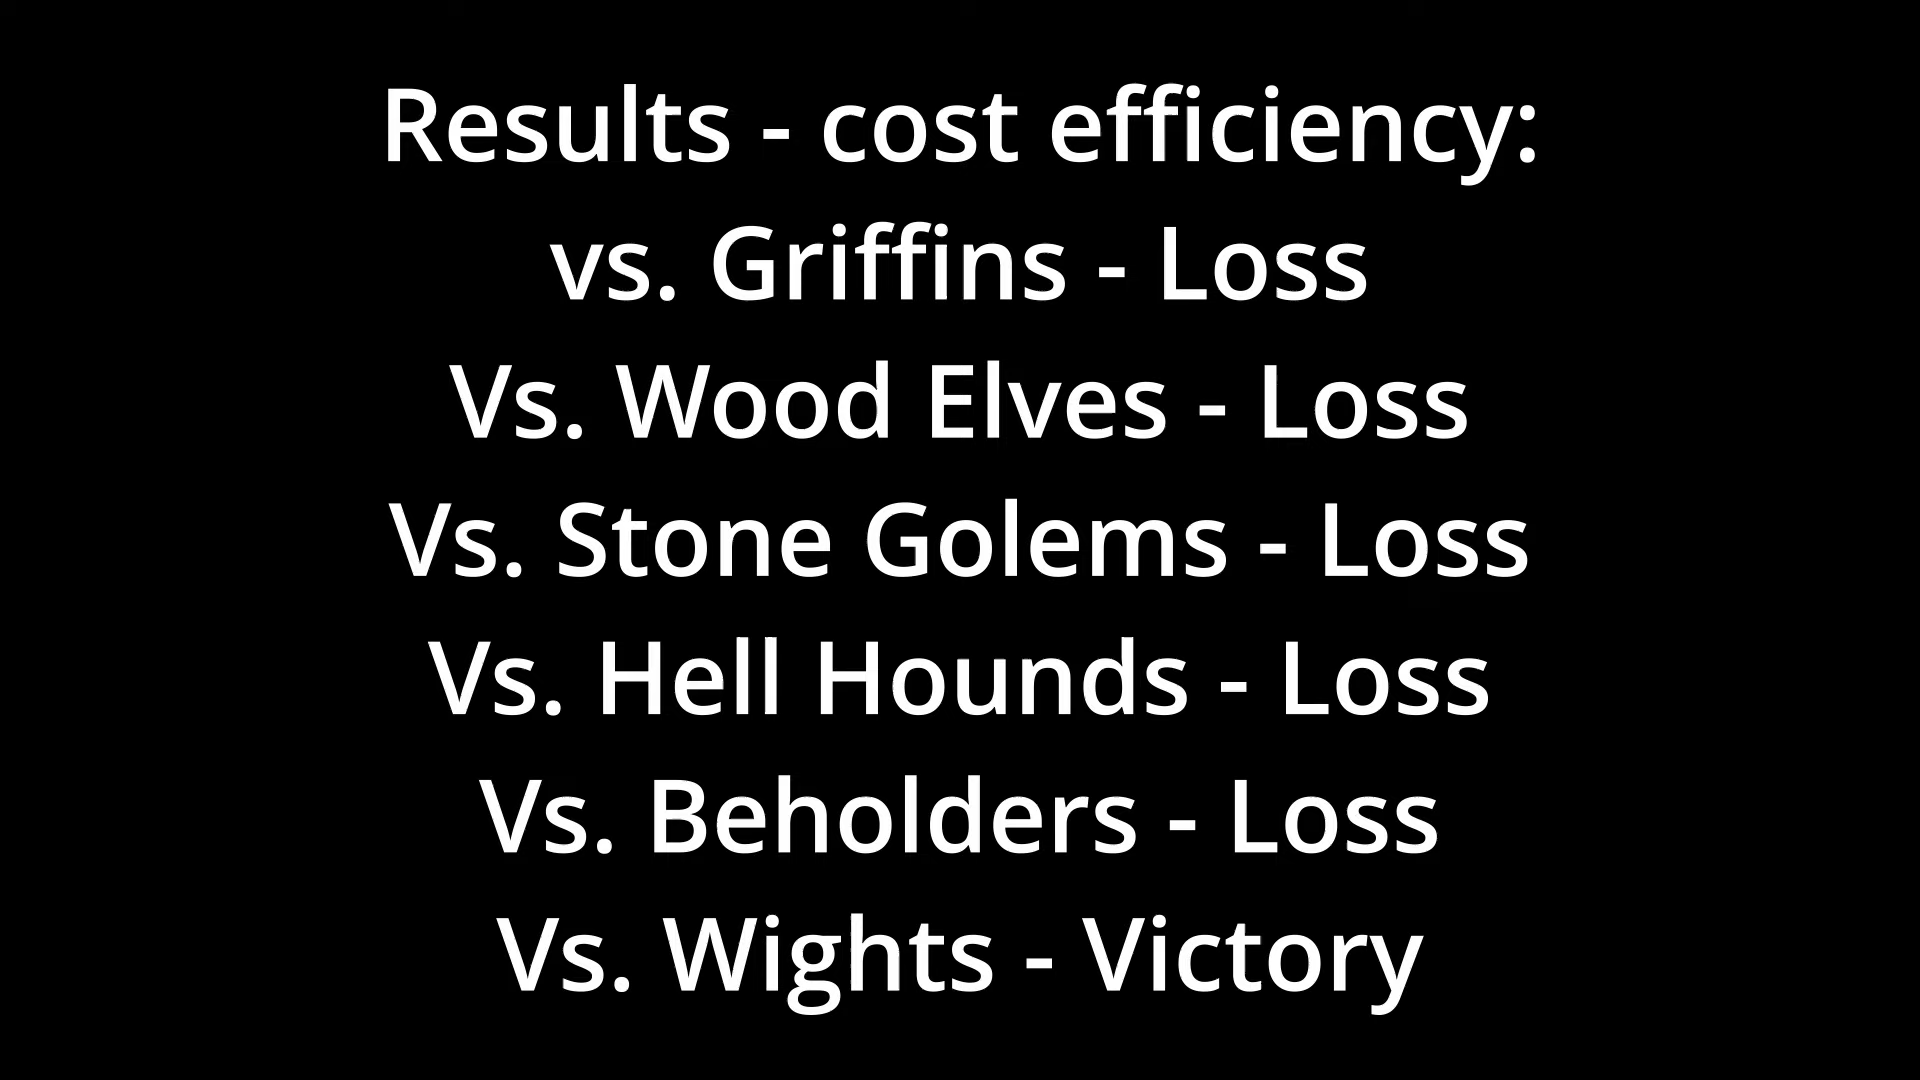 Results - cost efficiency:
vs. Griffins - Loss
Vs. Wood Elves - Loss
Vs. Stone Golems - Loss
Vs. Hell Hounds - Loss
Vs. Beholders - Loss
Vs. Wights - Victory